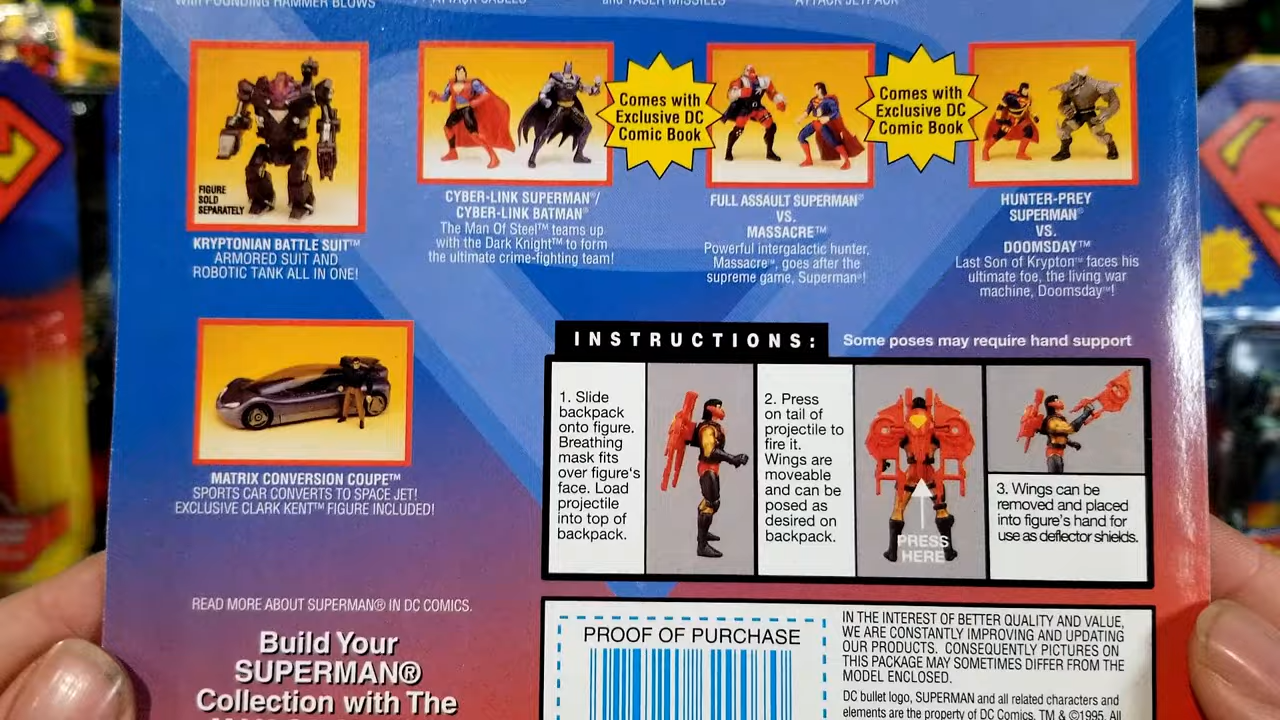 WITH POUNDING HAMMER BLOWS
ATTACK CABLES
and TASER MISSILES
ATTACK JETPACK
FIGURE
SOLD
SEPARATELY
KRYPTONIAN BATTLE SUIT™
ARMORED SUIT AND
ROBOTIC TANK ALL IN ONE!
CYBER-LINK SUPERMAN®/
CYBER-LINK BATMAN®
The Man Of Steel™ teams up
with the Dark Knight™ to form
the ultimate crime-fighting team!
Comes with
Exclusive DC
Comic Book
FULL ASSAULT SUPERMAN®
VS.
MASSACRE™
Powerful intergalactic hunter,
Massacre™, goes after the
supreme game, Superman®!
Comes with
Exclusive DC
Comic Book
HUNTER-PREY
SUPERMAN®
VS.
DOOMSDAY™
Last Son of Krypton™ faces his
ultimate foe, the living war
machine, Doomsday™!
MATRIX CONVERSION COUPE™
SPORTS CAR CONVERTS TO SPACE JET!
EXCLUSIVE CLARK KENT™ FIGURE INCLUDED!
INSTRUCTIONS:
Some poses may require hand support
1. Slide
backpack
onto figure.
Breathing
mask fits
over figure's
face. Load
projectile
into top of
backpack.
2. Press
on tail of
projectile to
fire it.
Wings are
moveable
and can be
posed as
desired on
backpack.
PRESS
HERE
3. Wings can be
removed and placed
into figure's hand for
use as deflector shields.
READ MORE ABOUT SUPERMAN® IN DC COMICS.
Build Your
SUPERMAN®
Collection with The
PROOF OF PURCHASE
IN THE INTEREST OF BETTER QUALITY AND VALUE,
WE ARE CONSTANTLY IMPROVING AND UPDATING
OUR PRODUCTS. CONSEQUENTLY PICTURES ON
THIS PACKAGE MAY SOMETIMES DIFFER FROM THE
MODEL ENCLOSED.
DC bullet logo, SUPERMAN and all related characters and
elements are the property of DC Comics. TM & ©1995. All